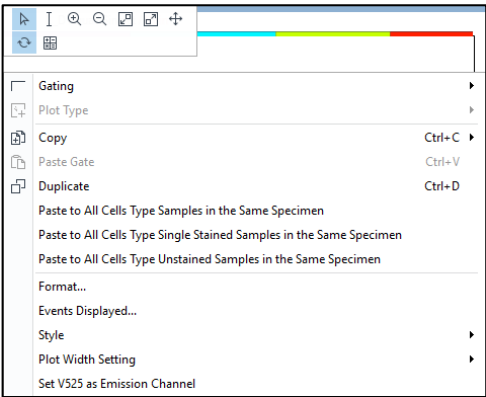 Gating
Plot Type
Copy Ctrl+C
Paste Gate Ctrl+V
Duplicate Ctrl+D
Paste to All Cells Type Samples in the Same Specimen
Paste to All Cells Type Single Stained Samples in the Same Specimen
Paste to All Cells Type Unstained Samples in the Same Specimen
Format...
Events Displayed...
Style
Plot Width Setting
Set V525 as Emission Channel